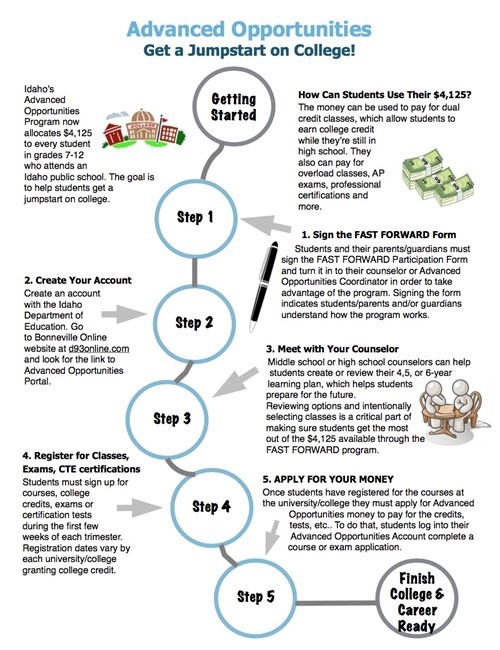 Advanced Opportunities
Get a Jumpstart on College!
Idaho's
Advanced
Opportunities
Program now
allocates $4,125
to every student
in grades 7-12
who attends an
Idaho public school. The goal is
to help students get a
jumpstart on college.
COLLEGE
Getting
Started
How Can Students Use Their $4,125?
The money can be used to pay for dual
credit classes, which allow students to
earn college credit
while they're still in
high school. They
also can pay for
overload classes, AP
exams, professional
certifications and
more.
Step 1
1. Sign the FAST FORWARD Form
Students and their parents/guardians must
sign the FAST FORWARD Participation Form
and turn it in to their counselor or Advanced
Opportunities Coordinator in order to take
advantage of the program. Signing the form
indicates students/parents and/or guardians
understand how the program works.
2. Create Your Account
Create an account
with the Idaho
Department of
Education. Go
to Bonneville Online
website at d93online.com
and look for the link to
Advanced Opportunities
Portal.
Step 2
3. Meet with Your Counselor
Middle school or high school counselors can help
students create or review their 4,5, or 6-year
learning plan, which helps students
prepare for the future.
Reviewing options and intentionally
selecting classes is a critical part of
making sure students get the most
out of the $4,125 available through the
FAST FORWARD program.
Step 3
4. Register for Classes,
Exams, CTE certifications
Students must sign up for
courses, college
credits, exams or
certification tests
during the first few
weeks of each trimester.
Registration dates vary by
each university/college
granting college credit.
Step 4
5. APPLY FOR YOUR MONEY
Once students have registered for the courses at
the university/college they must apply for Advanced
Opportunities money to pay for the credits,
tests, etc.. To do that, students log into their
Advanced Opportunities Account complete a
course or exam application.
Step 5
Finish
College &
Career
Ready